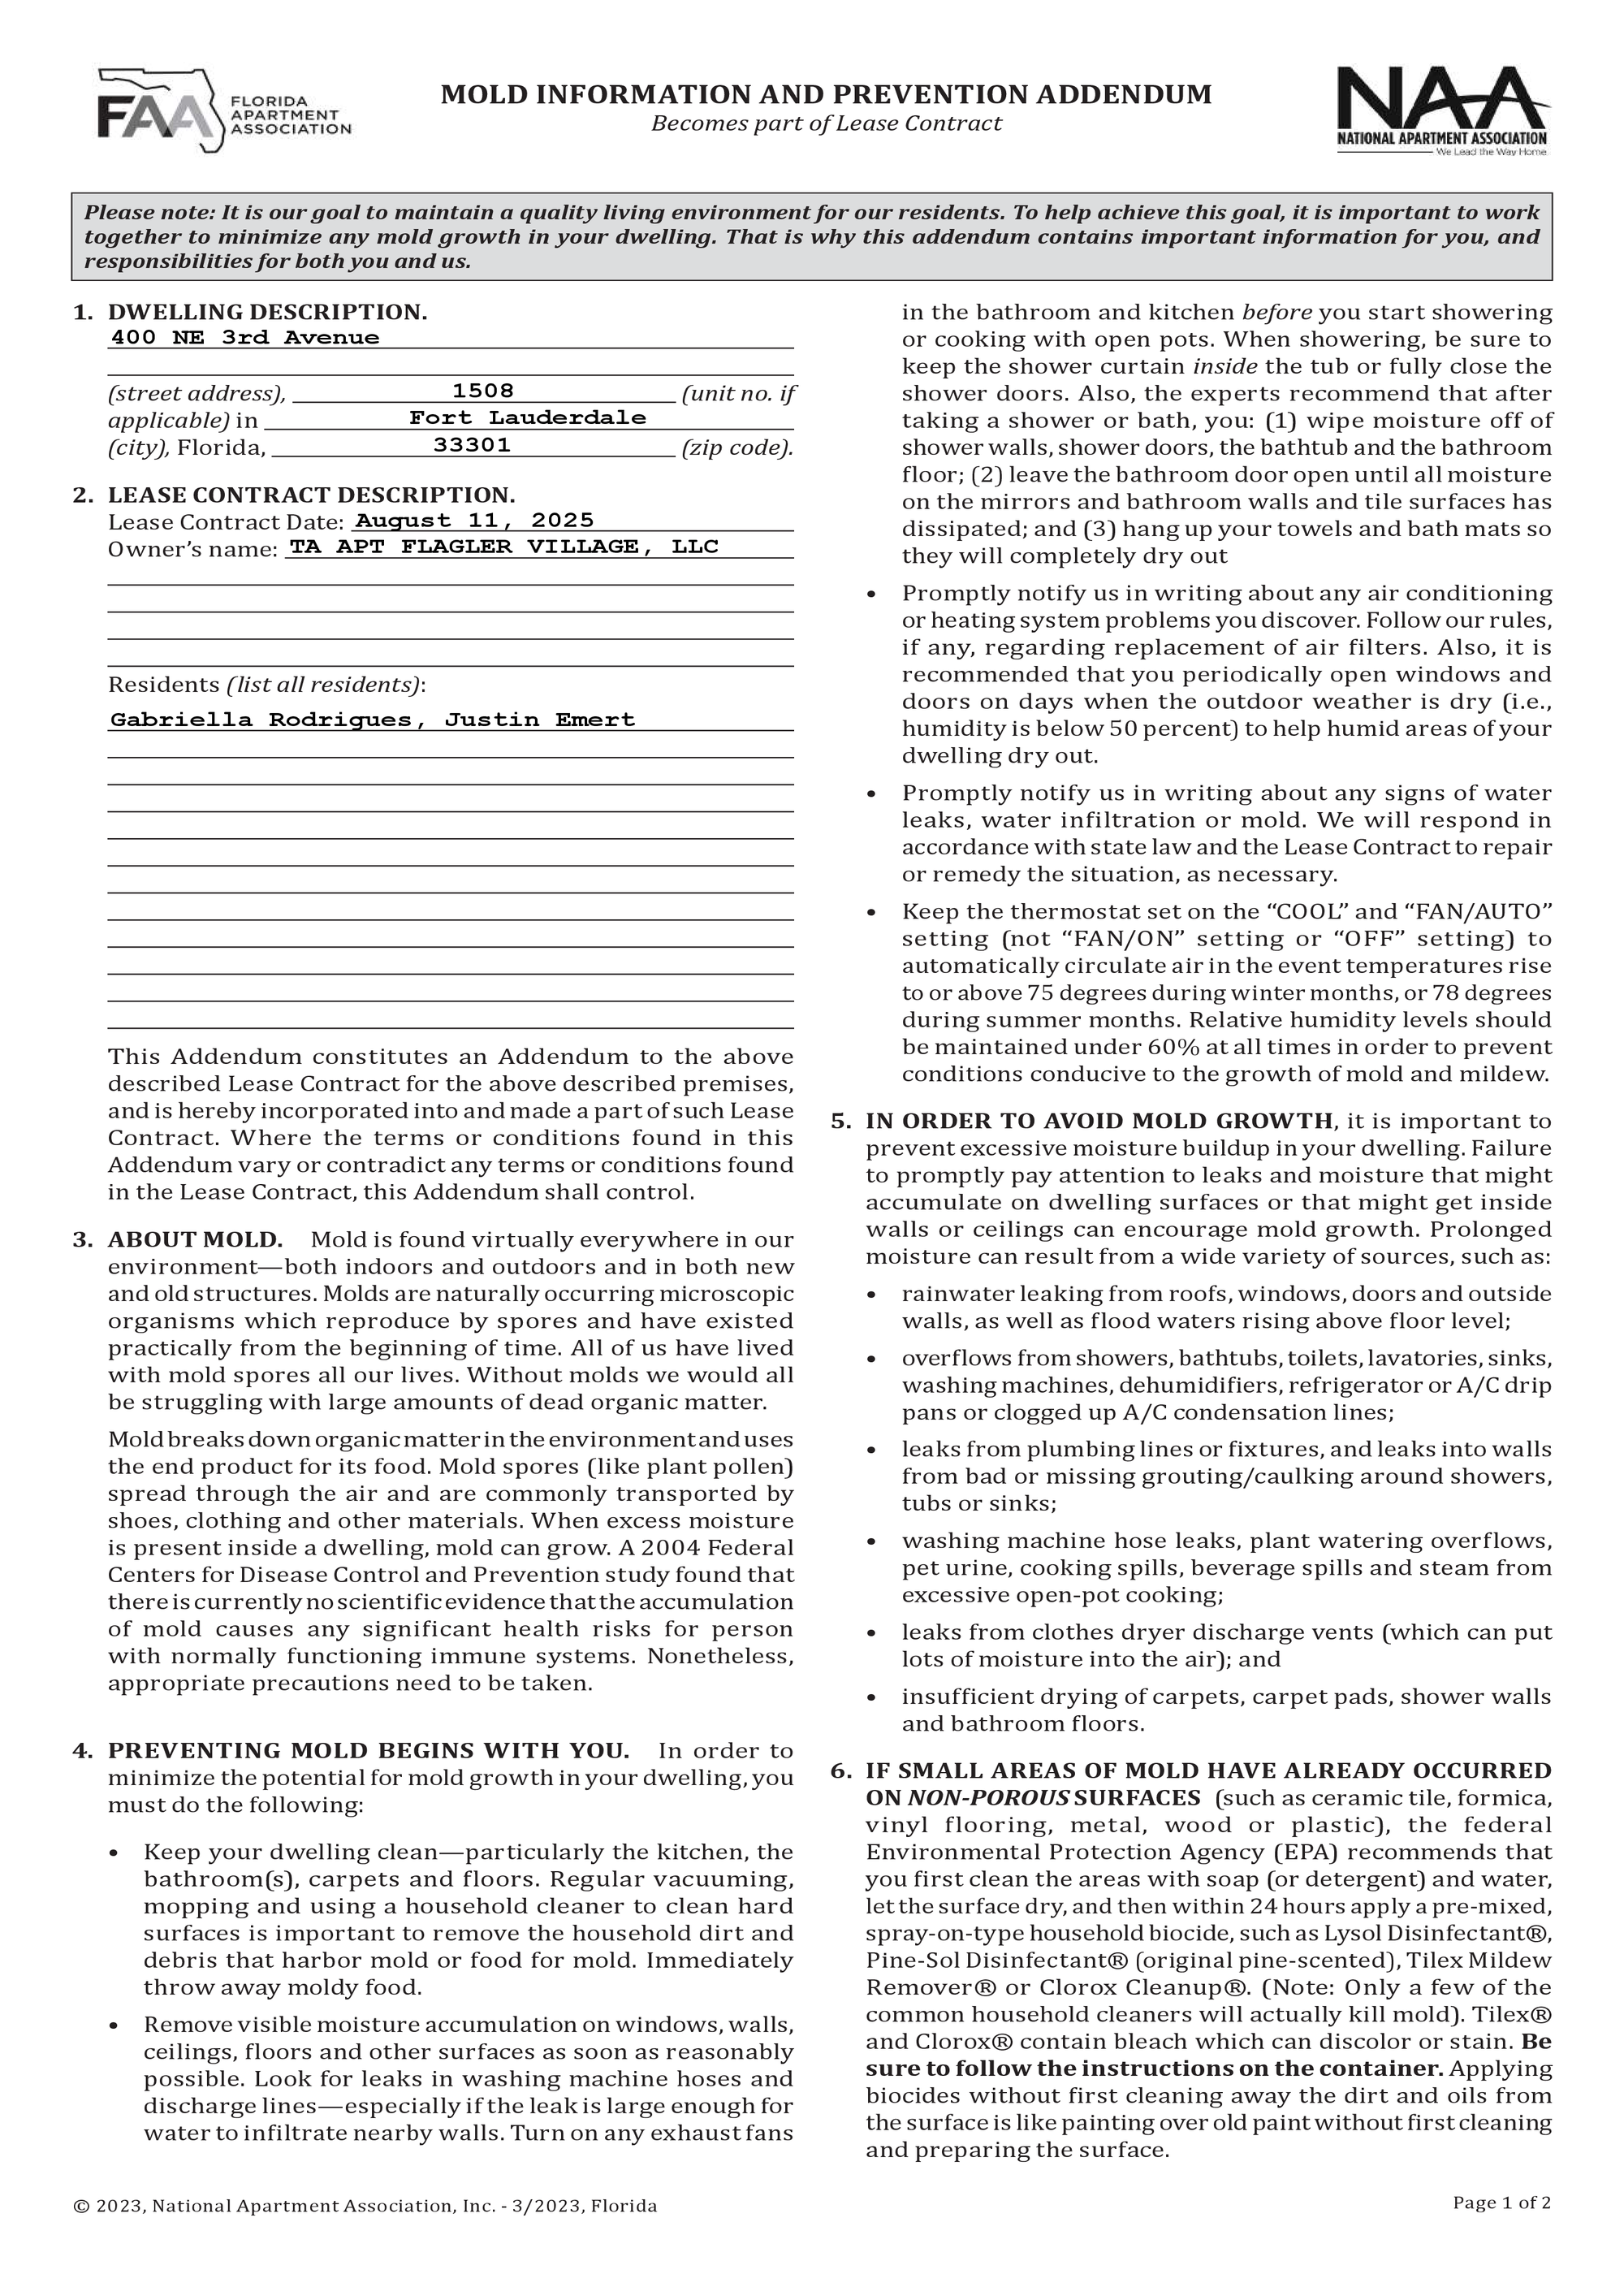 FAA
FLORIDA
APARTMENT
ASSOCIATION
MOLD INFORMATION AND PREVENTION ADDENDUM
Becomes part of Lease Contract
NAA
NATIONAL APARTMENT ASSOCIATION
We Lead the Way Home
Please note: It is our goal to maintain a quality living environment for our residents. To help achieve this goal, it is important to work
together to minimize any mold growth in your dwelling. That is why this addendum contains important information for you, and
responsibilities for both you and us.
1. DWELLING DESCRIPTION.
400 NE 3rd Avenue
(street address), 1508 (unit no. if
applicable) in Fort Lauderdale
(city), Florida, 33301 (zip code).
2. LEASE CONTRACT DESCRIPTION.
Lease Contract Date: August 11, 2025
Owner's name: TA APT FLAGLER VILLAGE, LLC
Residents (list all residents):
Gabriella Rodrigues, Justin Emert
This Addendum constitutes an Addendum to the above
described Lease Contract for the above described premises,
and is hereby incorporated into and made a part of such Lease
Contract. Where the terms or conditions found in this
Addendum vary or contradict any terms or conditions found
in the Lease Contract, this Addendum shall control.
3. ABOUT MOLD. Mold is found virtually everywhere in our
environment—both indoors and outdoors and in both new
and old structures. Molds are naturally occurring microscopic
organisms which reproduce by spores and have existed
practically from the beginning of time. All of us have lived
with mold spores all our lives. Without molds we would all
be struggling with large amounts of dead organic matter.
Mold breaks down organic matter in the environment and uses
the end product for its food. Mold spores (like plant pollen)
spread through the air and are commonly transported by
shoes, clothing and other materials. When excess moisture
is present inside a dwelling, mold can grow. A 2004 Federal
Centers for Disease Control and Prevention study found that
there is currently no scientific evidence that the accumulation
of mold causes any significant health risks for person
with normally functioning immune systems. Nonetheless,
appropriate precautions need to be taken.
4. PREVENTING MOLD BEGINS WITH YOU. In order to
minimize the potential for mold growth in your dwelling, you
must do the following:
• Keep your dwelling clean—particularly the kitchen, the
bathroom(s), carpets and floors. Regular vacuuming,
mopping and using a household cleaner to clean hard
surfaces is important to remove the household dirt and
debris that harbor mold or food for mold. Immediately
throw away moldy food.
• Remove visible moisture accumulation on windows, walls,
ceilings, floors and other surfaces as soon as reasonably
possible. Look for leaks in washing machine hoses and
discharge lines—especially if the leak is large enough for
water to infiltrate nearby walls. Turn on any exhaust fans
in the bathroom and kitchen before you start showering
or cooking with open pots. When showering, be sure to
keep the shower curtain inside the tub or fully close the
shower doors. Also, the experts recommend that after
taking a shower or bath, you: (1) wipe moisture off of
shower walls, shower doors, the bathtub and the bathroom
floor; (2) leave the bathroom door open until all moisture
on the mirrors and bathroom walls and tile surfaces has
dissipated; and (3) hang up your towels and bath mats so
they will completely dry out
• Promptly notify us in writing about any air conditioning
or heating system problems you discover. Follow our rules,
if any, regarding replacement of air filters. Also, it is
recommended that you periodically open windows and
doors on days when the outdoor weather is dry (i.e.,
humidity is below 50 percent) to help humid areas of your
dwelling dry out.
• Promptly notify us in writing about any signs of water
leaks, water infiltration or mold. We will respond in
accordance with state law and the Lease Contract to repair
or remedy the situation, as necessary.
• Keep the thermostat set on the “COOL” and “FAN/AUTO”
setting (not “FAN/ON” setting or “OFF” setting) to
automatically circulate air in the event temperatures rise
to or above 75 degrees during winter months, or 78 degrees
during summer months. Relative humidity levels should
be maintained under 60% at all times in order to prevent
conditions conducive to the growth of mold and mildew.
5. IN ORDER TO AVOID MOLD GROWTH, it is important to
prevent excessive moisture buildup in your dwelling. Failure
to promptly pay attention to leaks and moisture that might
accumulate on dwelling surfaces or that might get inside
walls or ceilings can encourage mold growth. Prolonged
moisture can result from a wide variety of sources, such as:
• rainwater leaking from roofs, windows, doors and outside
walls, as well as flood waters rising above floor level;
• overflows from showers, bathtubs, toilets, lavatories, sinks,
washing machines, dehumidifiers, refrigerator or A/C drip
pans or clogged up A/C condensation lines;
• leaks from plumbing lines or fixtures, and leaks into walls
from bad or missing grouting/caulking around showers,
tubs or sinks;
• washing machine hose leaks, plant watering overflows,
pet urine, cooking spills, beverage spills and steam from
excessive open-pot cooking;
• leaks from clothes dryer discharge vents (which can put
lots of moisture into the air); and
• insufficient drying of carpets, carpet pads, shower walls
and bathroom floors.
6. IF SMALL AREAS OF MOLD HAVE ALREADY OCCURRED
ON NON-POROUS SURFACES (such as ceramic tile, formica,
vinyl flooring, metal, wood or plastic), the federal
Environmental Protection Agency (EPA) recommends that
you first clean the areas with soap (or detergent) and water,
let the surface dry, and then within 24 hours apply a pre-mixed,
spray-on-type household biocide, such as Lysol Disinfectant®,
Pine-Sol Disinfectant® (original pine-scented), Tilex Mildew
Remover® or Clorox Cleanup®. (Note: Only a few of the
common household cleaners will actually kill mold). Tilex®
and Clorox® contain bleach which can discolor or stain. Be
sure to follow the instructions on the container. Applying
biocides without first cleaning away the dirt and oils from
the surface is like painting over old paint without first cleaning
and preparing the surface.
© 2023, National Apartment Association, Inc. - 3/2023, Florida
Page 1 of 2